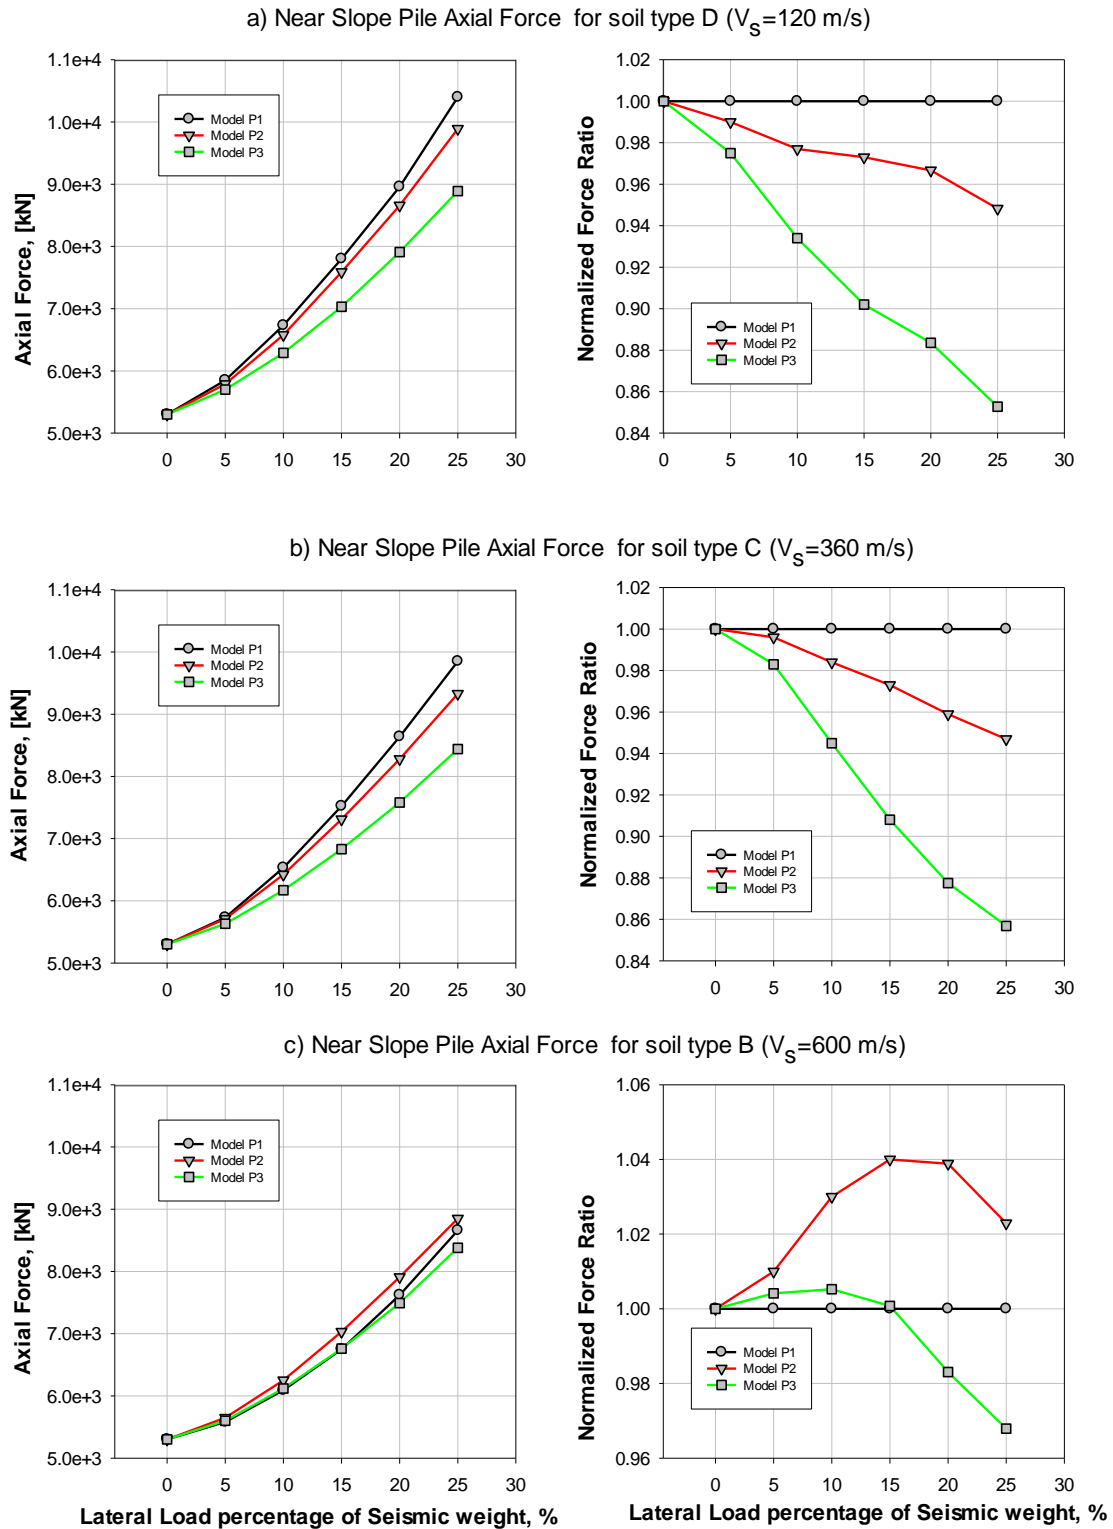 a) Near Slope Pile Axial Force for soil type D (VS=120 m/s)
Axial Force, [kN]
1.1e+4
1.0e+4
9.0e+3
8.0e+3
7.0e+3
6.0e+3
5.0e+3
0 5 10 15 20 25 30
Model P1
Model P2
Model P3
Normalized Force Ratio
1.02
1.00
0.98
0.96
0.94
0.92
0.90
0.88
0.86
0.84
0 5 10 15 20 25 30
Model P1
Model P2
Model P3
b) Near Slope Pile Axial Force for soil type C (VS=360 m/s)
Axial Force, [kN]
1.1e+4
1.0e+4
9.0e+3
8.0e+3
7.0e+3
6.0e+3
5.0e+3
0 5 10 15 20 25 30
Model P1
Model P2
Model P3
Normalized Force Ratio
1.02
1.00
0.98
0.96
0.94
0.92
0.90
0.88
0.86
0.84
0 5 10 15 20 25 30
Model P1
Model P2
Model P3
c) Near Slope Pile Axial Force for soil type B (VS=600 m/s)
Axial Force, [kN]
1.1e+4
1.0e+4
9.0e+3
8.0e+3
7.0e+3
6.0e+3
5.0e+3
0 5 10 15 20 25 30
Model P1
Model P2
Model P3
Lateral Load percentage of Seismic weight, %
Normalized Force Ratio
1.06
1.04
1.02
1.00
0.98
0.96
0 5 10 15 20 25 30
Model P1
Model P2
Model P3
Lateral Load percentage of Seismic weight, %